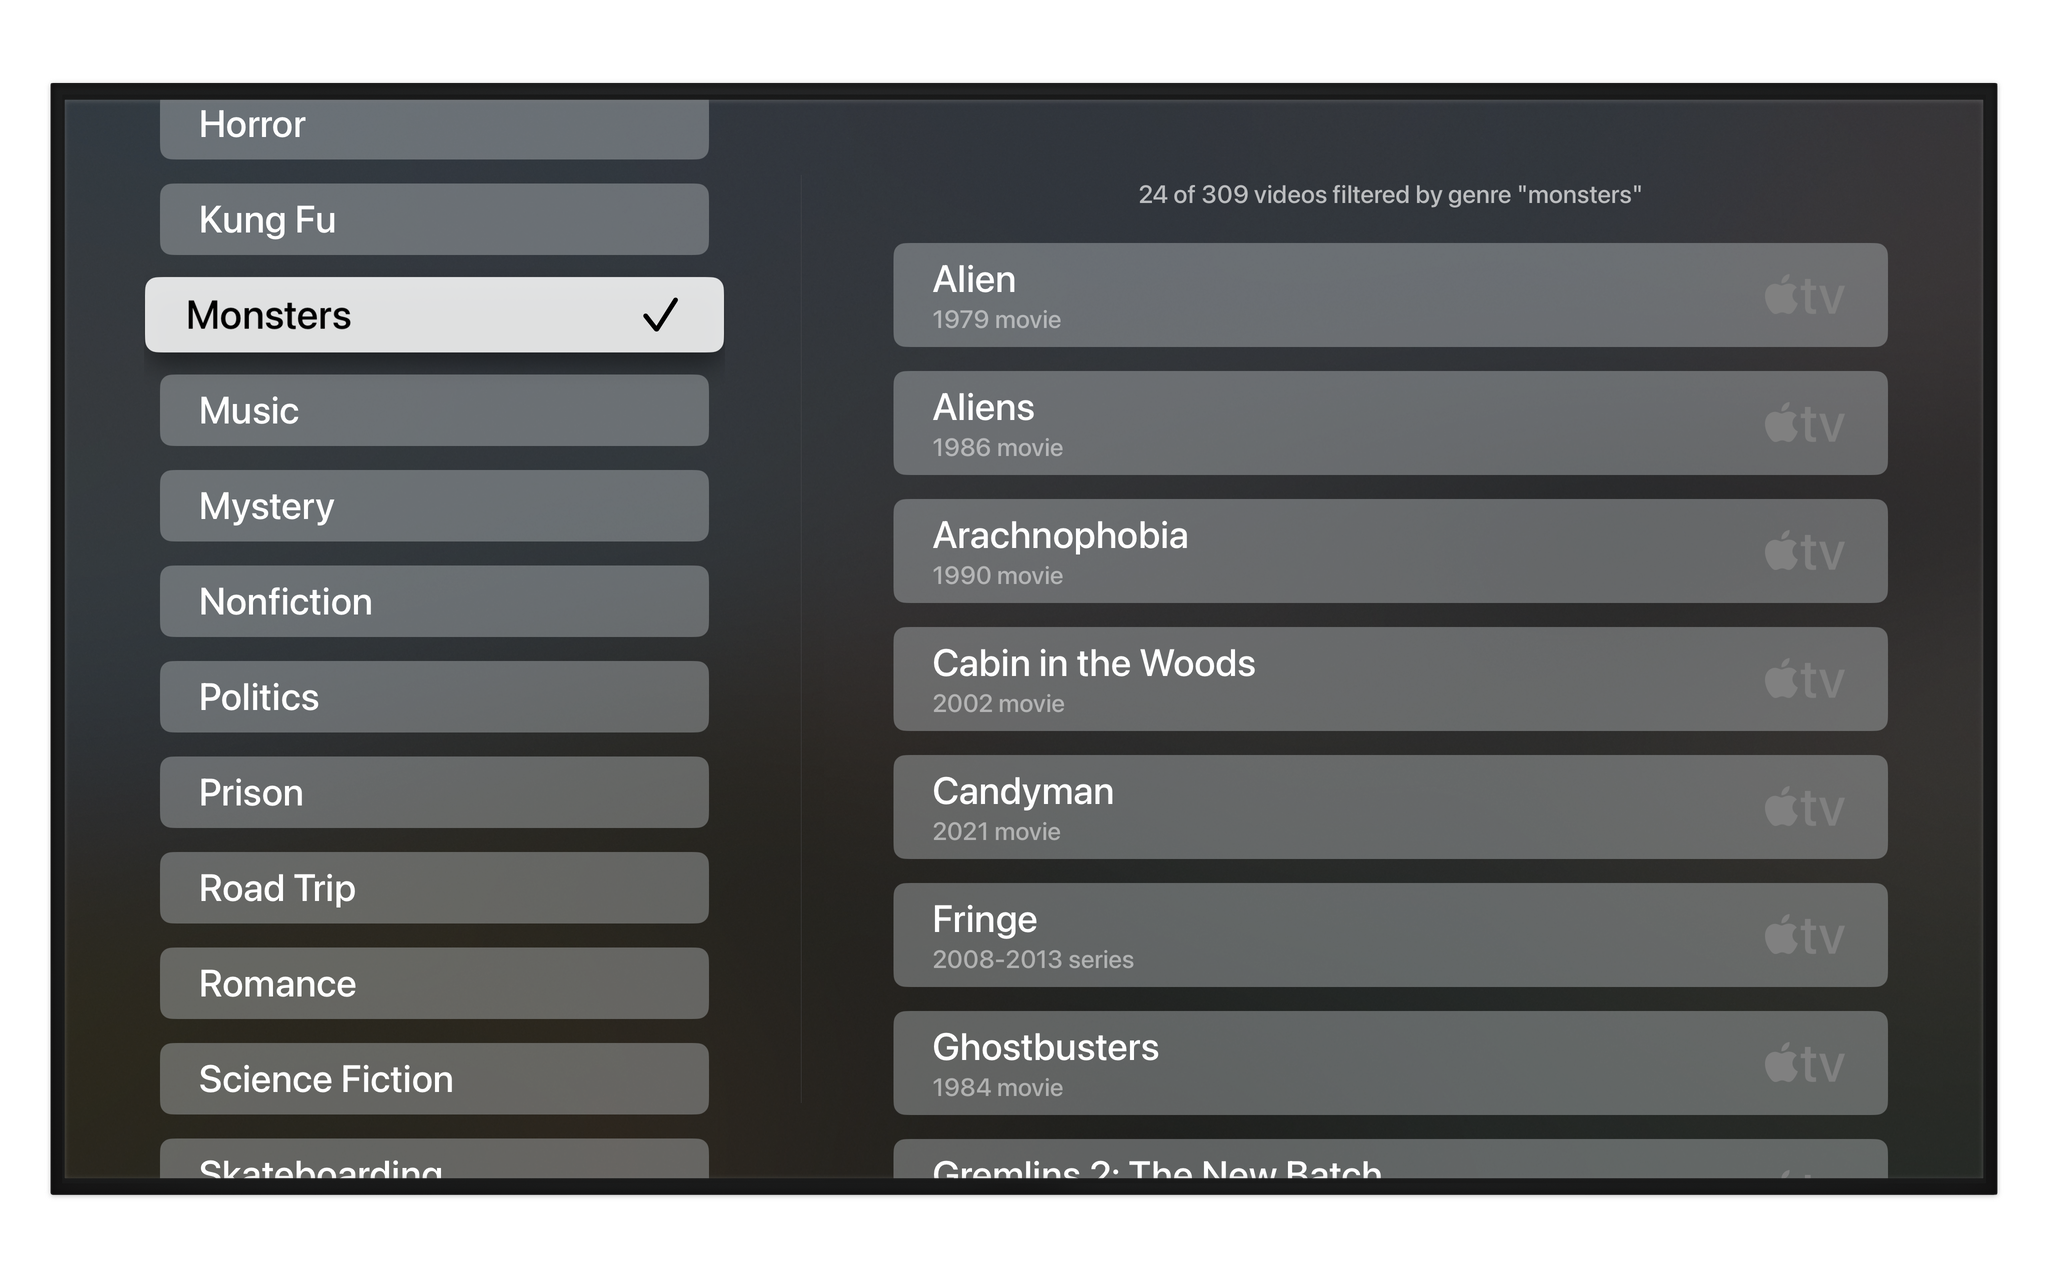 Horror
Kung Fu
Monsters
Music
Mystery
Nonfiction
Politics
Prison
Road Trip
Romance
Science Fiction
Skateboarding
24 of 309 videos filtered by genre "monsters"
Alien
1979 movie
tv
Aliens
1986 movie
tv
Arachnophobia
1990 movie
tv
Cabin in the Woods
2002 movie
tv
Candyman
2021 movie
tv
Fringe
2008-2013 series
tv
Ghostbusters
1984 movie
tv
Gremlins 2: The New Batch